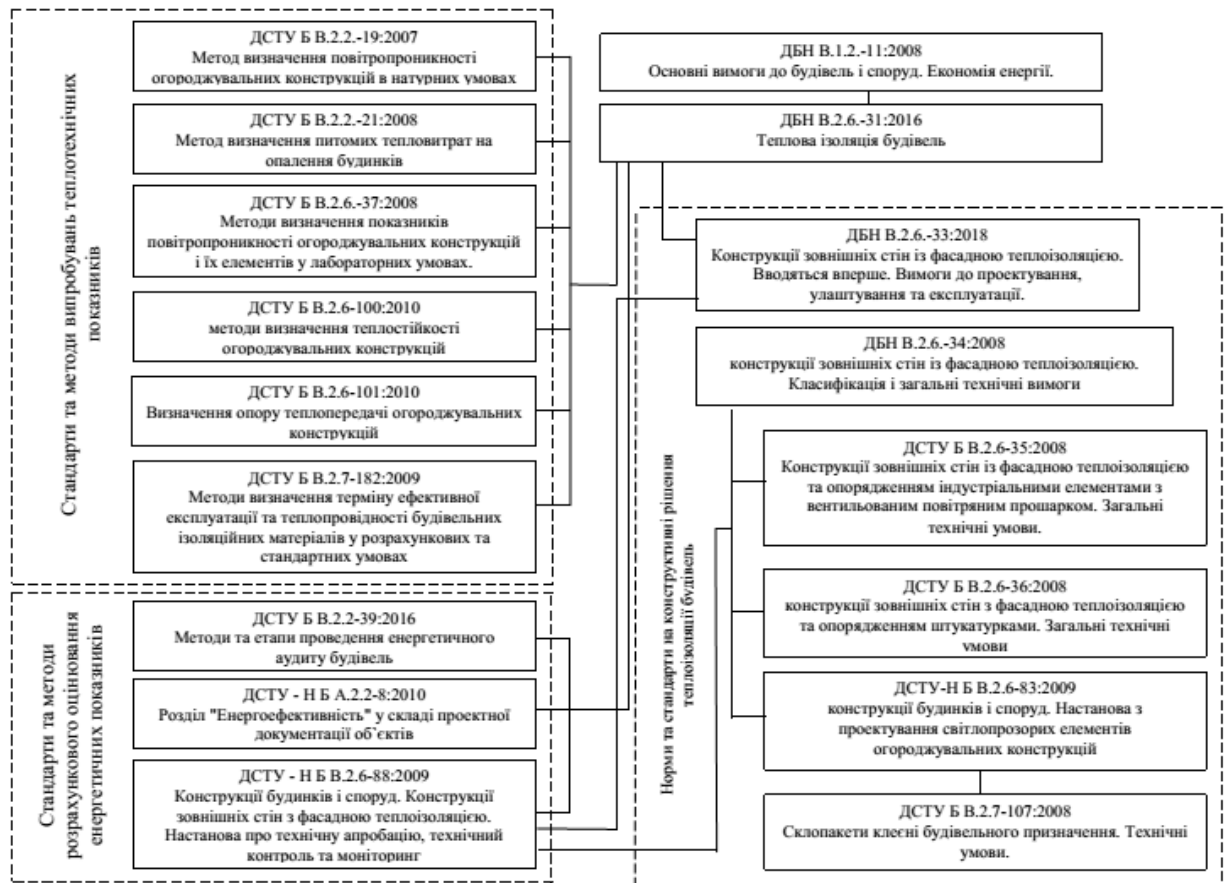 Стандарти та методи випробувань теплотехнічних
показників
ДСТУ Б В.2.2.-19:2007
Метод визначення повітропроникності
огороджувальних конструкцій в натурних умовах
ДСТУ Б В.2.2.-21:2008
Метод визначення питомих тепловитрат на
опалення будинків
ДСТУ Б В.2.6.-37:2008
Методи визначення показників
повітропроникності огороджувальних конструкцій
і їх елементів у лабораторних умовах.
ДСТУ Б В.2.6-100:2010
методи визначення теплостійкості
огороджувальних конструкцій
ДСТУ Б В.2.6-101:2010
Визначення опору теплопередачі огороджувальних
конструкцій
ДСТУ Б В.2.7-182:2009
Методи визначення терміну ефективної
експлуатації та теплопровідності будівельних
ізоляційних матеріалів у розрахункових та
стандартних умовах
Стандарти та методи
розрахункового оцінювання
енергетичних показників
ДСТУ Б В.2.2-39:2016
Методи та етапи проведення енергетичного
аудиту будівель
ДСТУ - Н Б А.2.2-8:2010
Розділ "Енергоефективність" у складі проектної
документації об`єктів
ДСТУ - Н Б В.2.6-88:2009
Конструкції будинків і споруд. Конструкції
зовнішніх стін з фасадною теплоізоляцією.
Настанова про технічну апробацію, технічний
контроль та моніторинг
ДБН В.1.2.-11:2008
Основні вимоги до будівель і споруд. Економія енергії.
ДБН В.2.6.-31:2016
Теплова ізоляція будівель
Норми та стандарти на конструктивні рішення
теплоізоляції будівель
ДБН В.2.6.-33:2018
Конструкції зовнішніх стін із фасадною теплоізоляцією.
Вводяться вперше. Вимоги до проектування,
улаштування та експлуатації.
ДБН В.2.6.-34:2008
конструкції зовнішніх стін із фасадною теплоізоляцією.
Класифікація і загальні технічні вимоги
ДСТУ Б В.2.6-35:2008
Конструкції зовнішніх стін із фасадною теплоізоляцією
та опорядженням індустріальними елементами з
вентильованим повітряним прошарком. Загальні
технічні умови.
ДСТУ Б В.2.6-36:2008
конструкції зовнішніх стін з фасадною теплоізоляцією
та опорядженням штукатурками. Загальні технічні
умови
ДСТУ-Н Б В.2.6-83:2009
конструкції будинків і споруд. Настанова з
проектування світлопрозорих елементів
огороджувальних конструкцій
ДСТУ Б В.2.7-107:2008
Склопакети клеєні будівельного призначення. Технічні
умови.